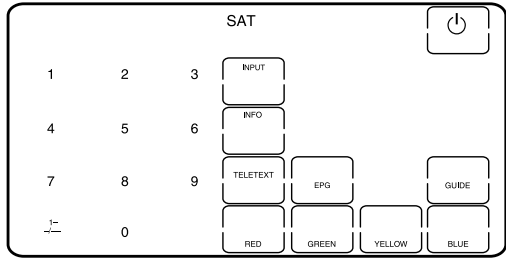 SAT
1 2 3 INPUT
4 5 6 INFO
7 8 9 TELETEXT EPG GUIDE
1-
-/--
0 RED GREEN YELLOW BLUE